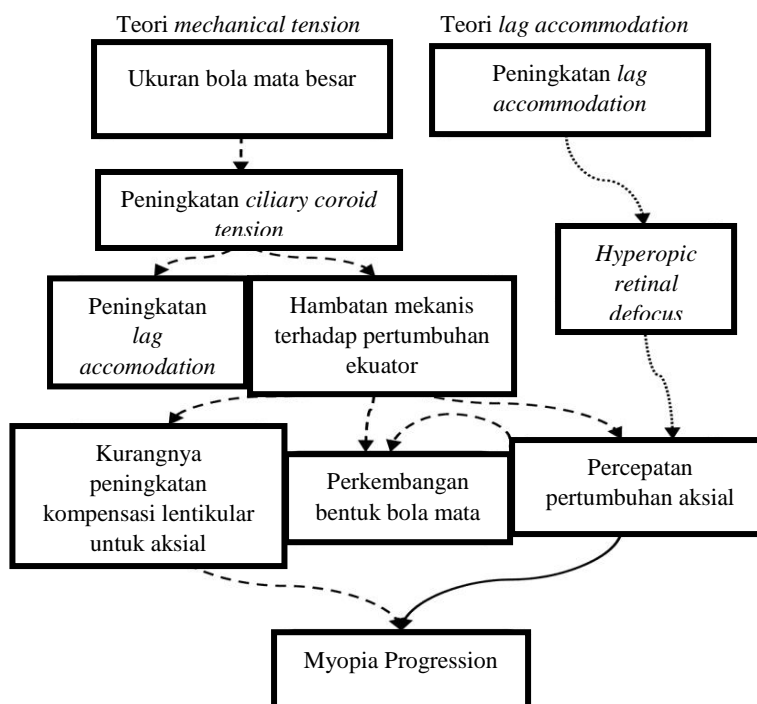 Teori mechanical tension
Teori lag accommodation
Ukuran bola mata besar
Peningkatan lag
accommodation
Peningkatan ciliary coroid
tension
Hyperopic
retinal
defocus
Peningkatan
lag
accomodation
Hambatan mekanis
terhadap pertumbuhan
ekuator
Kurangnya
peningkatan
kompensasi lentikular
untuk aksial
Perkembangan
bentuk bola mata
Percepatan
pertumbuhan aksial
Myopia Progression